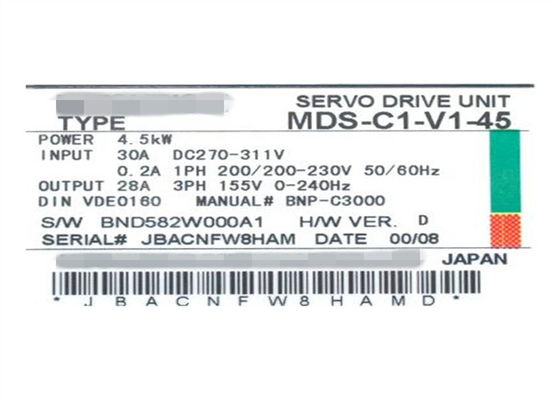 SERVO DRIVE UNIT
TYPE MDS-C1-V1-45
POWER 4.5kW
INPUT 30A DC270-311V
0.2A 1PH 200/200-230V 50/60Hz
OUTPUT 28A 3PH 155V 0-240Hz
DIN VDE0160 MANUAL# BNP-C3000
S/W BND582W000A1 H/W VER. D
SERIAL# JBACNFW8HAM DATE 00/08
JAPAN
*JBACNFW8HAMD*